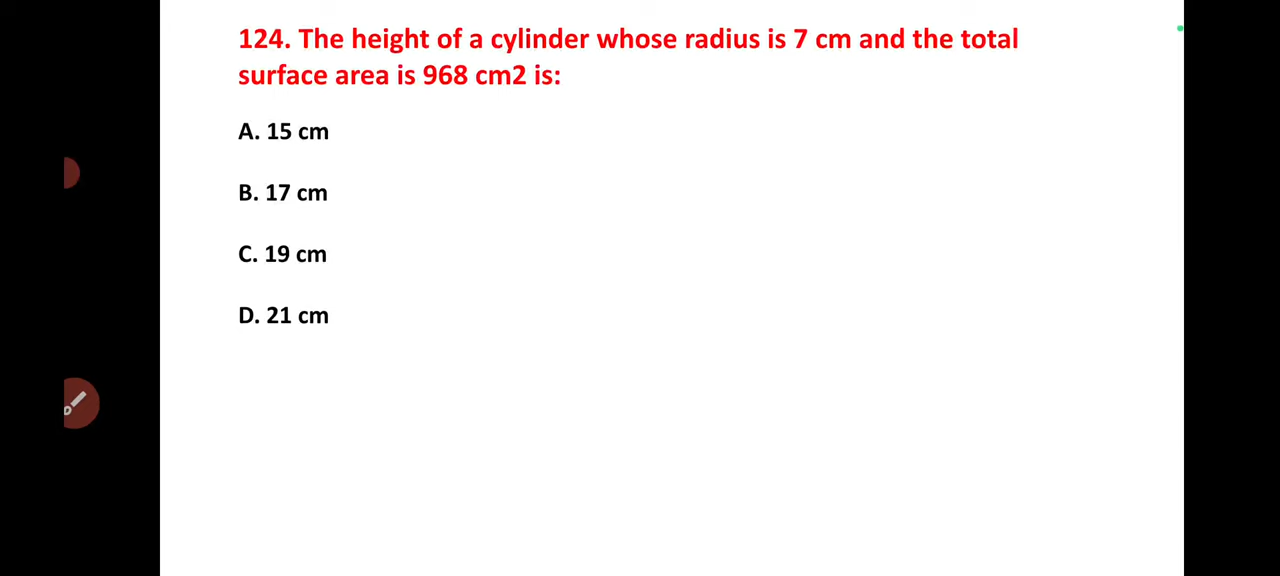 124. The height of a cylinder whose radius is 7 cm and the total
surface area is 968 cm2 is:
A. 15 cm
B. 17 cm
C. 19 cm
D. 21 cm